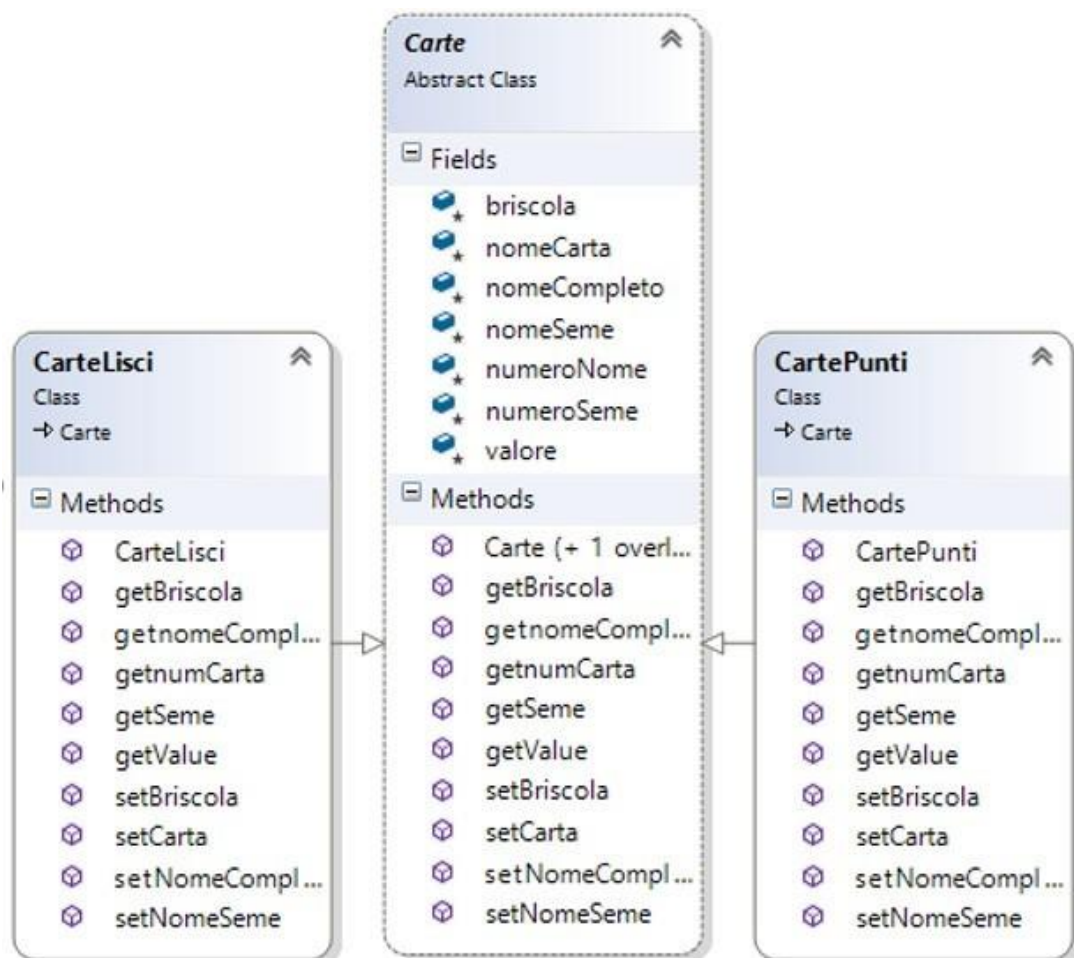 Carte
Abstract Class
Fields
briscola
nomeCarta
nomeCompleto
nomeSeme
numeroNome
numeroSeme
valore
Methods
Carte (+ 1 overl...
getBriscola
getnomeCompl...
getnumCarta
getSeme
getValue
setBriscola
setCarta
setNomeCompl...
setNomeSeme
CarteLisci
Class
Carte
Methods
CarteLisci
getBriscola
getnomeCompl...
getnumCarta
getSeme
getValue
setBriscola
setCarta
setNomeCompl...
setNomeSeme
CartePunti
Class
Carte
Methods
CartePunti
getBriscola
getnomeCompl...
getnumCarta
getSeme
getValue
setBriscola
setCarta
setNomeCompl...
setNomeSeme